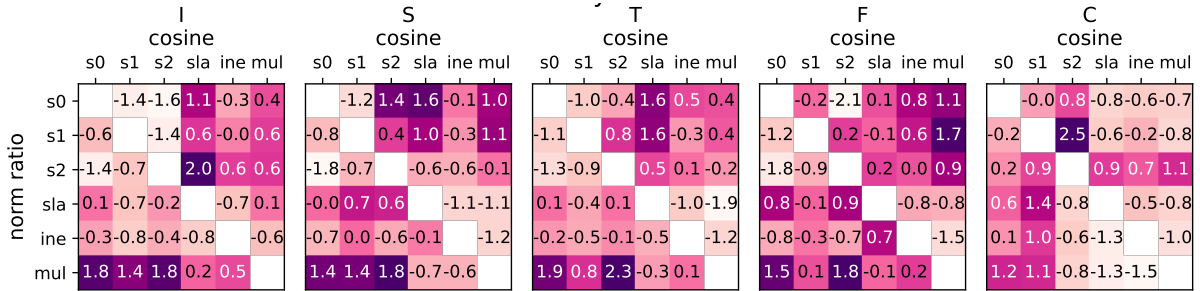 I S T F C
cosine cosine cosine cosine cosine
s0 s1 s2 sla ine mul s0 s1 s2 sla ine mul s0 s1 s2 sla ine mul s0 s1 s2 sla ine mul s0 s1 s2 sla ine mul
s0 -1.4 -1.6 1.1 -0.3 0.4 -1.2 1.4 1.6 -0.1 1.0 -1.0 -0.4 1.6 0.5 0.4 -0.2 -2.1 0.1 0.8 1.1 -0.0 0.8 -0.8 -0.6 -0.7
s1 -0.6 -1.4 0.6 -0.0 0.6 -0.8 0.4 1.0 -0.3 1.1 -1.1 0.8 1.6 -0.3 0.4 -1.2 0.2 -0.1 0.6 1.7 -0.2 2.5 -0.6 -0.2 -0.8
s2 -1.4 -0.7 2.0 0.6 0.6 -1.8 -0.7 -0.6 -0.6 -0.1 -1.3 -0.9 0.5 0.1 -0.2 -1.8 -0.9 0.2 0.0 0.9 0.2 0.9 0.9 0.7 1.1
sla 0.1 -0.7 -0.2 -0.7 0.1 -0.0 0.7 0.6 -1.1 -1.1 0.1 -0.4 0.1 -1.0 -1.9 0.8 -0.1 0.9 -0.8 -0.8 0.6 1.4 -0.8 -0.5 -0.8
ine -0.3 -0.8 -0.4 -0.8 -0.6 -0.7 0.0 -0.6 -0.1 -1.2 -0.2 -0.5 -0.1 -0.5 -1.2 -0.8 -0.3 -0.7 0.7 -1.5 0.1 1.0 -0.6 -1.3 -1.0
mul 1.8 1.4 1.8 0.2 0.5 1.4 1.4 1.8 -0.7 -0.6 1.9 0.8 2.3 -0.3 0.1 1.5 0.1 1.8 -0.1 0.2 1.2 1.1 -0.8 -1.3 -1.5
norm ratio